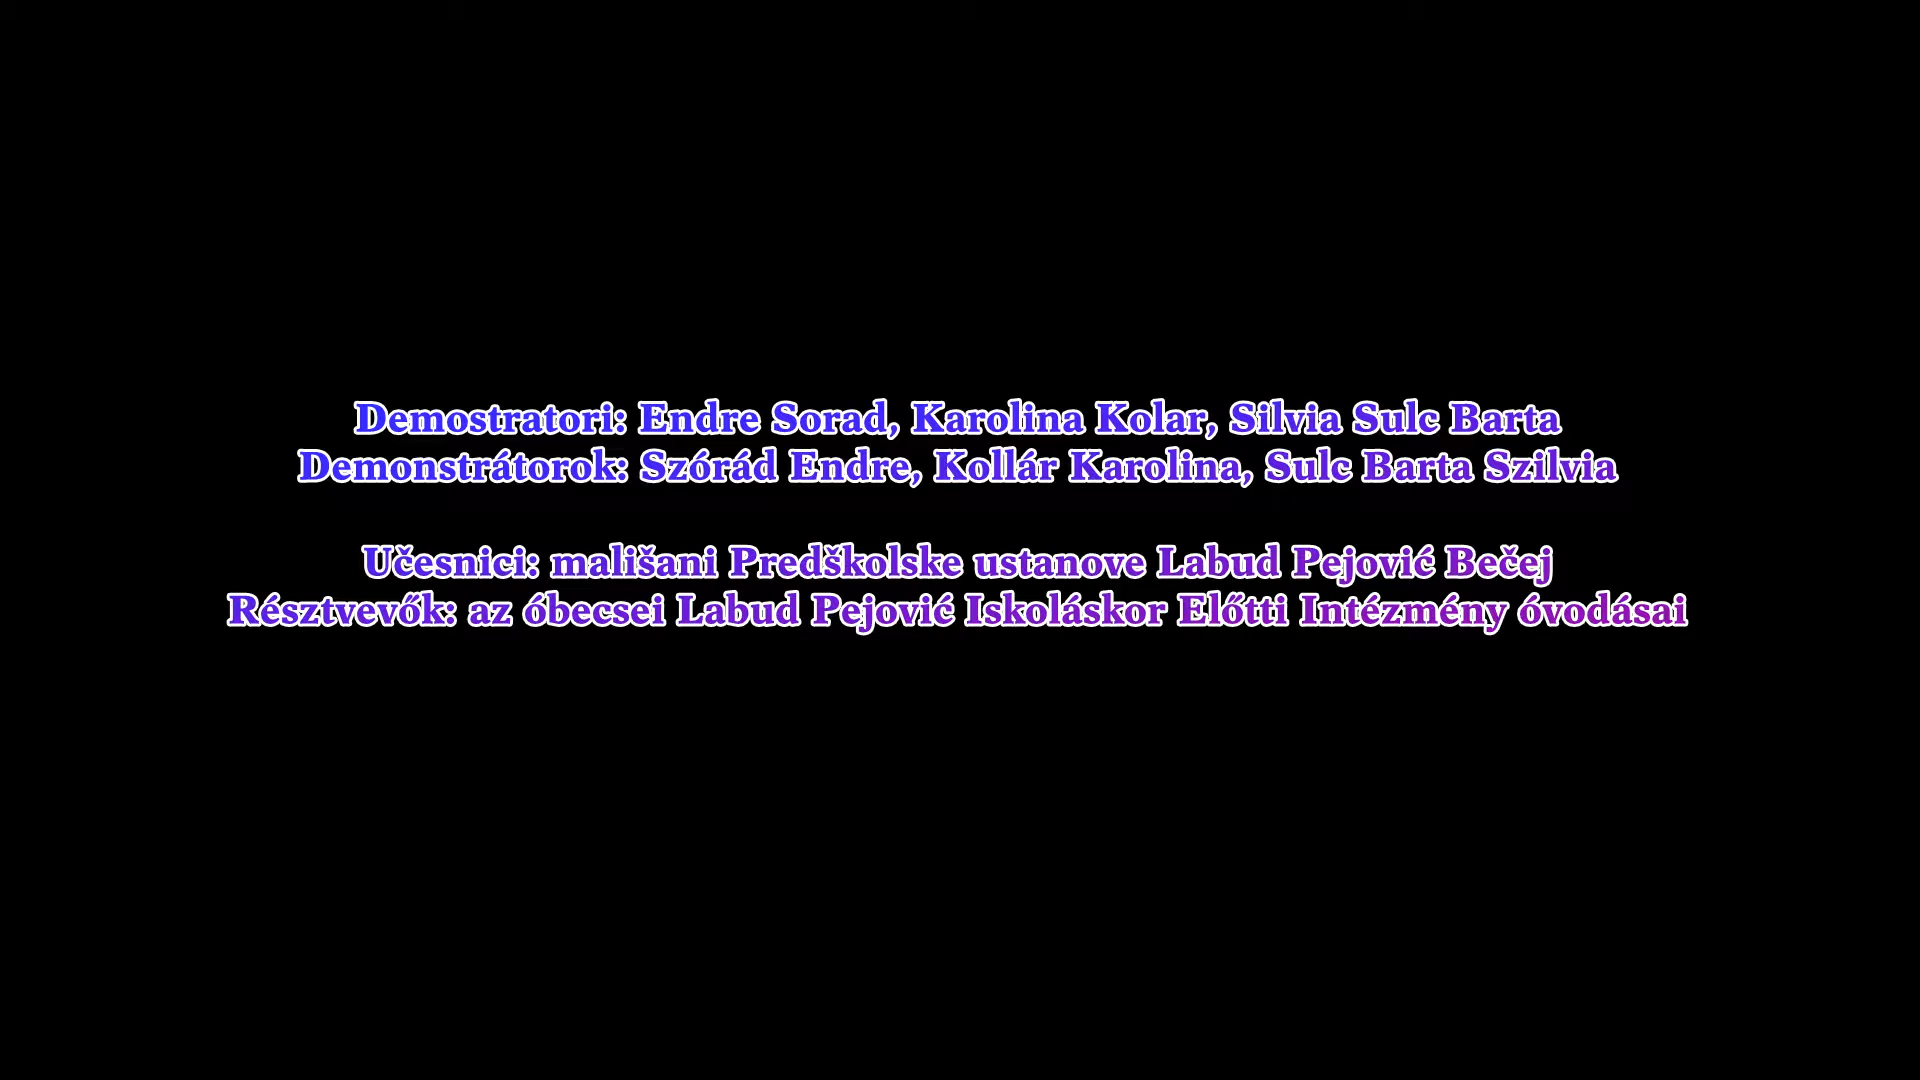 Demostratori: Endre Sorad, Karolina Kolar, Silvia Sulc Barta
Demonstrátorok: Szórád Endre, Kollár Karolina, Sulc Barta Szilvia
Učesnici: mališani Predškolske ustanove Labud Pejović Bečej
Résztvevők: az óbecsei Labud Pejović Iskoláskor Előtti Intézmény óvodásai